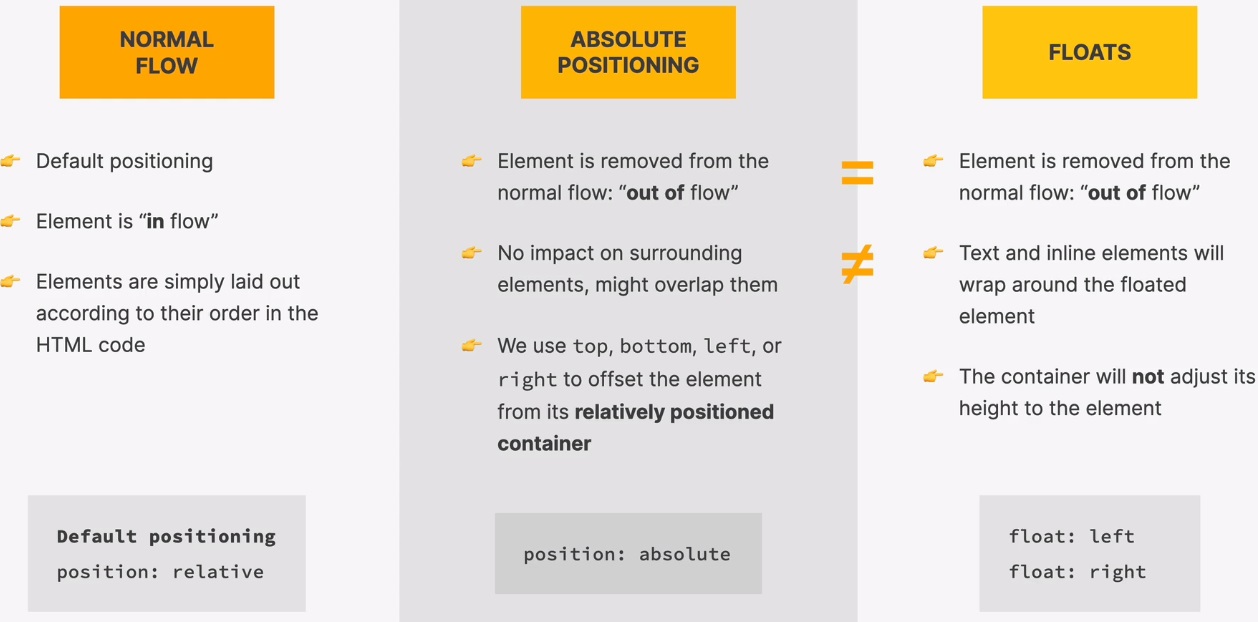 NORMAL
FLOW
👉 Default positioning
👉 Element is “in flow”
👉 Elements are simply laid out
according to their order in the
HTML code
Default positioning
position: relative
ABSOLUTE
POSITIONING
👉 Element is removed from the
normal flow: “out of flow”
👉 No impact on surrounding
elements, might overlap them
👉 We use top, bottom, left, or
right to offset the element
from its relatively positioned
container
position: absolute
=
≠
FLOATS
👉 Element is removed from the
normal flow: “out of flow”
👉 Text and inline elements will
wrap around the floated
element
👉 The container will not adjust its
height to the element
float: left
float: right